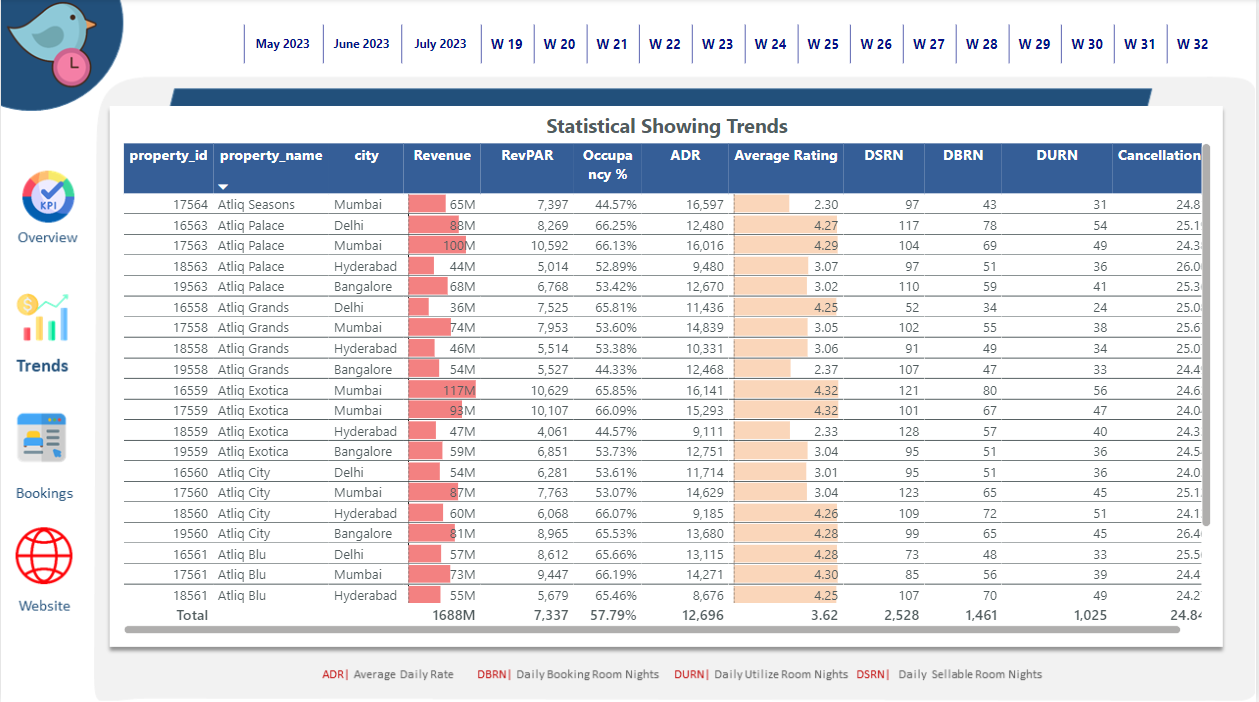 May 2023 June 2023 July 2023 W 19 W 20 W 21 W 22 W 23 W 24 W 25 W 26 W 27 W 28 W 29 W 30 W 31 W 32
Statistical Showing Trends
property_id property_name city Revenue RevPAR Occupa ADR Average Rating DSRN DBRN DURN Cancellation
ncy %
17564 Atliq Seasons Mumbai 65M 7,397 44.57% 16,597 2.30 97 43 31 24.8
16563 Atliq Palace Delhi 88M 8,269 66.25% 12,480 4.27 117 78 54 25.1
17563 Atliq Palace Mumbai 100M 10,592 66.13% 16,016 4.29 104 69 49 24.3
18563 Atliq Palace Hyderabad 44M 5,014 52.89% 9,480 3.07 97 51 36 26.0
19563 Atliq Palace Bangalore 68M 6,768 53.42% 12,670 3.02 110 59 41 25.3
16558 Atliq Grands Delhi 36M 7,525 65.81% 11,436 4.25 52 34 24 25.0
17558 Atliq Grands Mumbai 74M 7,953 53.60% 14,839 3.05 102 55 38 25.6
18558 Atliq Grands Hyderabad 46M 5,514 53.38% 10,331 3.06 91 49 34 25.0
19558 Atliq Grands Bangalore 54M 5,527 44.33% 12,468 2.37 107 47 33 24.4
16559 Atliq Exotica Mumbai 117M 10,629 65.85% 16,141 4.32 121 80 56 24.6
17559 Atliq Exotica Mumbai 93M 10,107 66.09% 15,293 4.32 101 67 47 24.0
18559 Atliq Exotica Hyderabad 47M 4,061 44.57% 9,111 2.33 128 57 40 24.3
19559 Atliq Exotica Bangalore 59M 6,851 53.73% 12,751 3.04 95 51 36 24.5
16560 Atliq City Delhi 54M 6,281 53.61% 11,714 3.01 95 51 36 24.0
17560 Atliq City Mumbai 87M 7,763 53.07% 14,629 3.04 123 65 45 25.1
18560 Atliq City Hyderabad 60M 6,068 66.07% 9,185 4.26 109 72 51 24.1
19560 Atliq City Bangalore 81M 8,965 65.53% 13,680 4.28 99 65 45 26.4
16561 Atliq Blu Delhi 57M 8,612 65.66% 13,115 4.28 73 48 33 25.5
17561 Atliq Blu Mumbai 73M 9,447 66.19% 14,271 4.30 85 56 39 24.4
18561 Atliq Blu Hyderabad 55M 5,679 65.46% 8,676 4.25 107 70 49 24.2
Total 1688M 7,337 57.79% 12,696 3.62 2,528 1,461 1,025 24.84
KPI
Overview
Trends
Bookings
Website
ADR| Average Daily Rate DBRN| Daily Booking Room Nights DURN| Daily Utilize Room Nights DSRN| Daily Sellable Room Nights